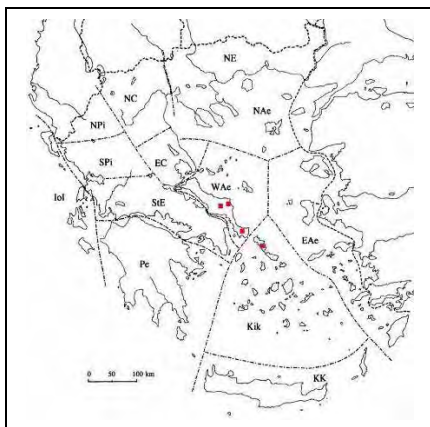 NE
NC
NAe
NPi
SPi
EC
WAe
IoI
StE
EAe
Pe
Kik
0 50 100 km
KK